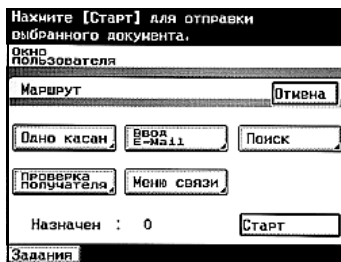 Нажмите [Старт] для отправки
выбранного документа.
Окно
пользователя
Маршрут
Отмена
Одно касан.
Ввод
E-Mail
Поиск
Проверка
получателя
Меню связи
Назначен : 0
Старт
Задания